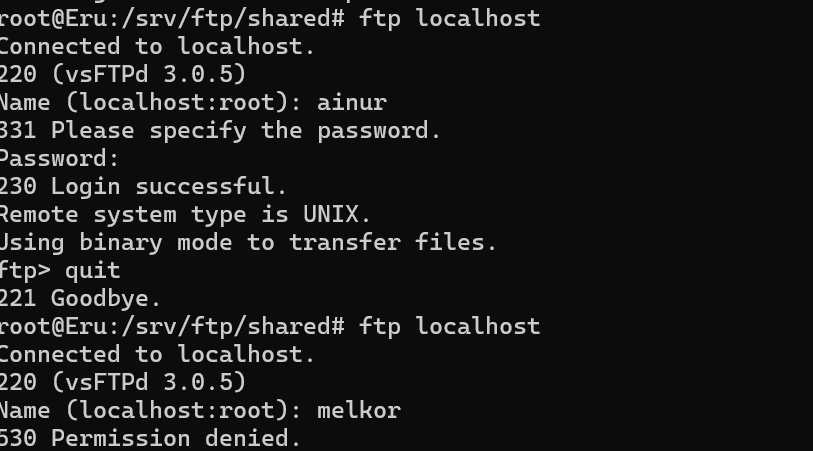 root@Eru:/srv/ftp/shared# ftp localhost
Connected to localhost.
220 (vsFTPd 3.0.5)
Name (localhost:root): ainur
331 Please specify the password.
Password:
230 Login successful.
Remote system type is UNIX.
Using binary mode to transfer files.
ftp> quit
221 Goodbye.
root@Eru:/srv/ftp/shared# ftp localhost
Connected to localhost.
220 (vsFTPd 3.0.5)
Name (localhost:root): melkor
530 Permission denied.